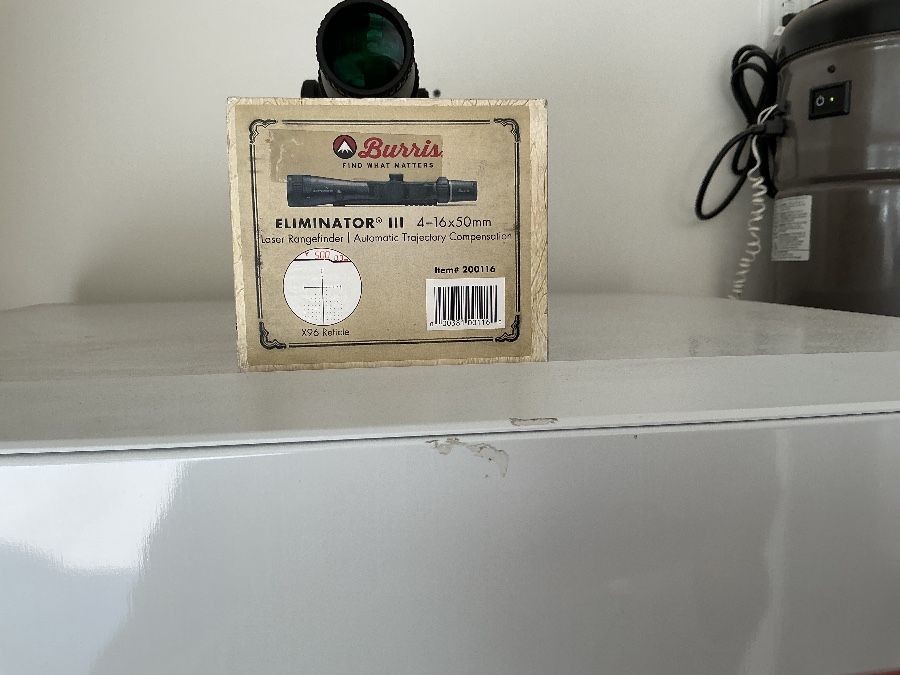 Burris
FIND WHAT MATTERS
ELIMINATOR® III 4-16x50mm
Laser Rangefinder | Automatic Trajectory Compensation
Item# 200116
X96 Reticle